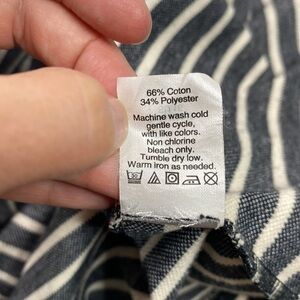 66% Coton
34% Polyester
Machine wash cold
gentle cycle,
with like colors.
Non chlorine
bleach only.
Tumble dry low.
Warm iron as needed.